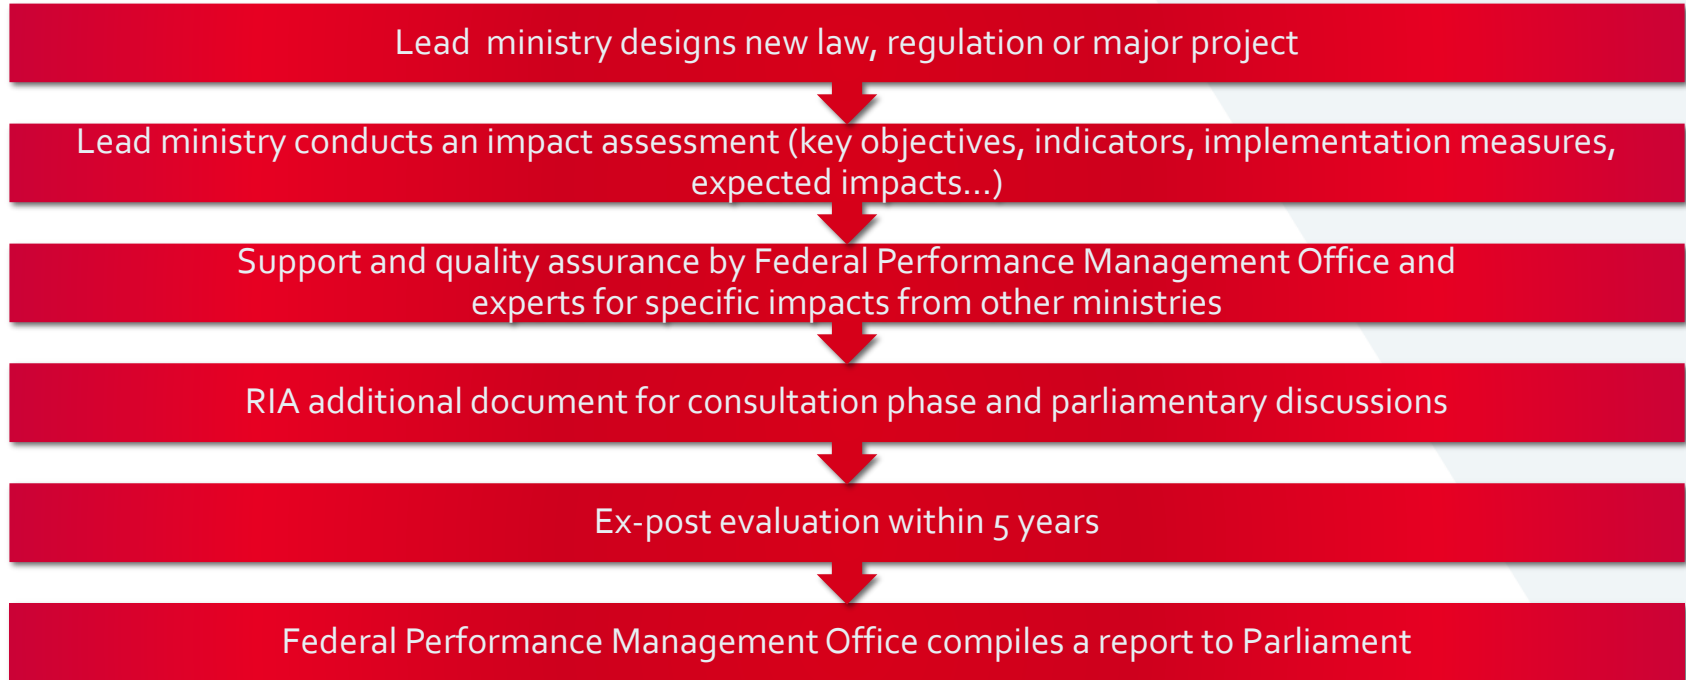 Lead  ministry designs new law, regulation or major project
Lead ministry conducts an impact assessment (key objectives, indicators, implementation measures,
expected impacts…)
Support and quality assurance by Federal Performance Management Office and
experts for specific impacts from other ministries
RIA additional document for consultation phase and parliamentary discussions
Ex-post evaluation within 5 years
Federal Performance Management Office compiles a report to Parliament